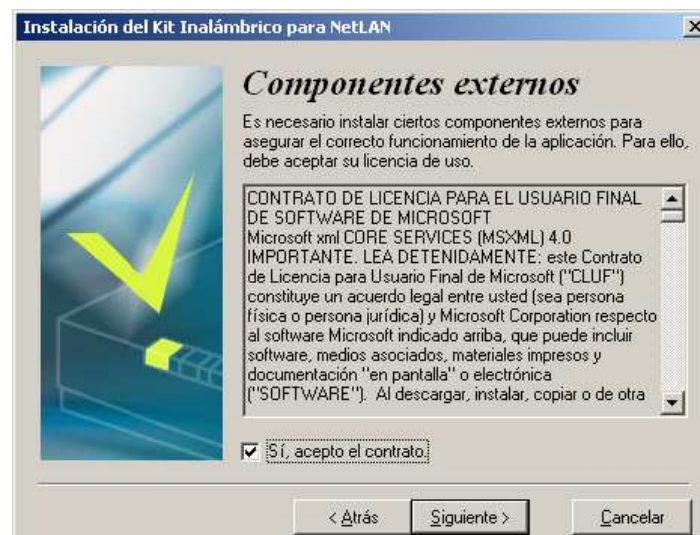 Instalación del Kit Inalámbrico para NetLAN
Componentes externos
Es necesario instalar ciertos componentes externos para
asegurar el correcto funcionamiento de la aplicación. Para ello,
debe aceptar su licencia de uso.
CONTRATO DE LICENCIA PARA EL USUARIO FINAL
DE SOFTWARE DE MICROSOFT
Microsoft xml CORE SERVICES (MSXML) 4.0
IMPORTANTE. LEA DETENIDAMENTE: este Contrato
de Licencia para Usuario Final de Microsoft ("CLUF")
constituye un acuerdo legal entre usted (sea persona
física o persona jurídica) y Microsoft Corporation respecto
al software Microsoft indicado arriba, que puede incluir
software, medios asociados, materiales impresos y
documentación "en pantalla" o electrónica
("SOFTWARE"). Al descargar, instalar, copiar o de otra
Sí, acepto el contrato.
< Atrás
Siguiente >
Cancelar